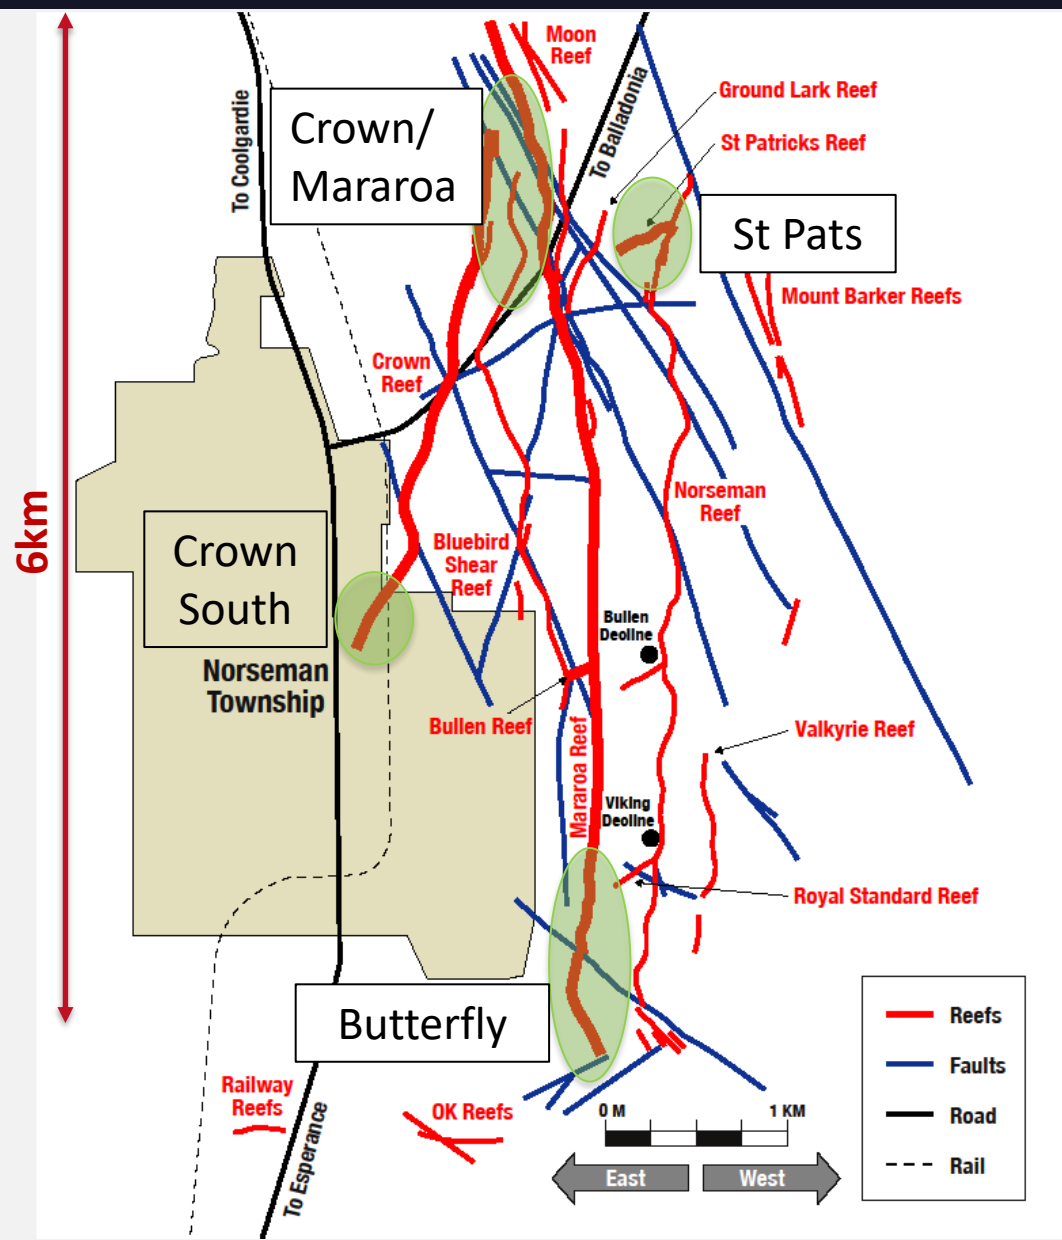 Moon
Reef
To Coolgardie
To Balladonia
Ground Lark Reef
Crown/
Mararoa
St Patricks Reef
St Pats
Mount Barker Reefs
Crown
Reef
6km
Norseman
Reef
Crown
South
Bluebird
Shear
Reef
Bullen
Decline
Norseman
Township
Bullen Reef
Mararoa Reef
Valkyrie Reef
Viking
Decline
Royal Standard Reef
Butterfly
Reefs
Faults
Road
Rail
Railway
Reefs
OK Reefs
0 M
1 KM
To Esperance
East
West